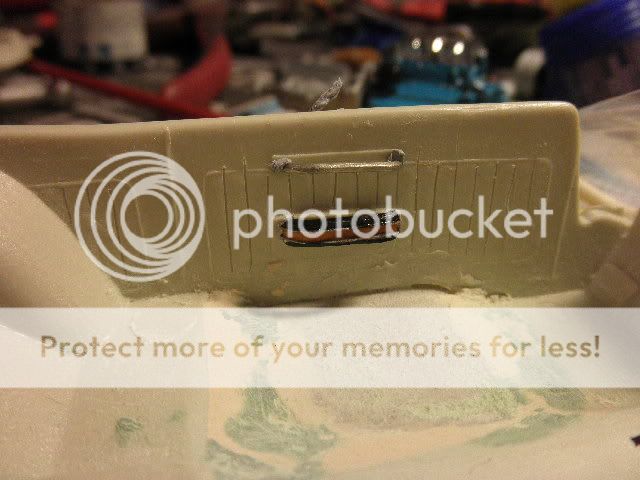 photobucket
Protect more of your memories for less!